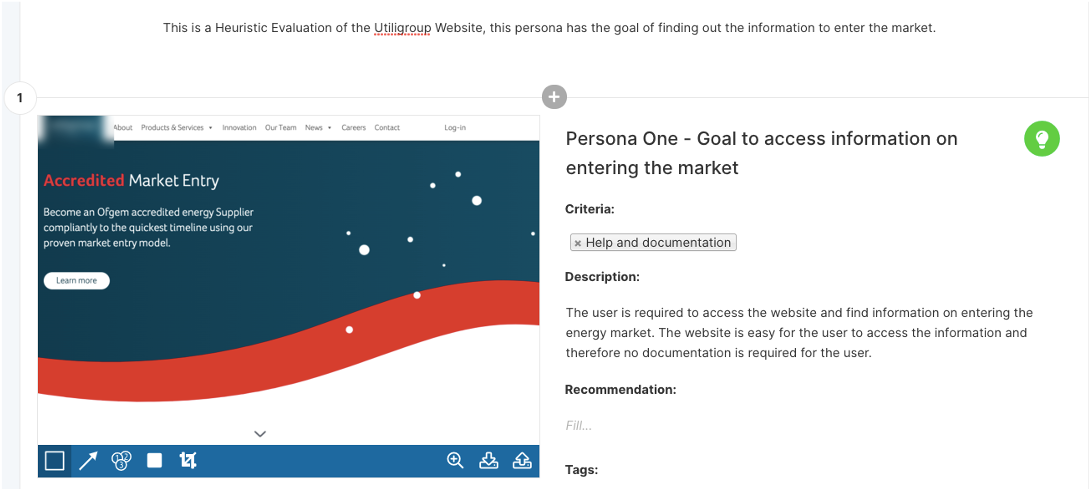 This is a Heuristic Evaluation of the Utiligroup Website, this persona has the goal of finding out the information to enter the market.
1
About Products & Services Innovation Our Team News Careers Contact Log-in
Accredited Market Entry
Become an Ofgem accredited energy Supplier
compliantly to the quickest timeline using our
proven market entry model.
Learn more
Persona One - Goal to access information on
entering the market
Criteria:
× Help and documentation
Description:
The user is required to access the website and find information on entering the
energy market. The website is easy for the user to access the information and
therefore no documentation is required for the user.
Recommendation:
Fill...
Tags:
1 2
3